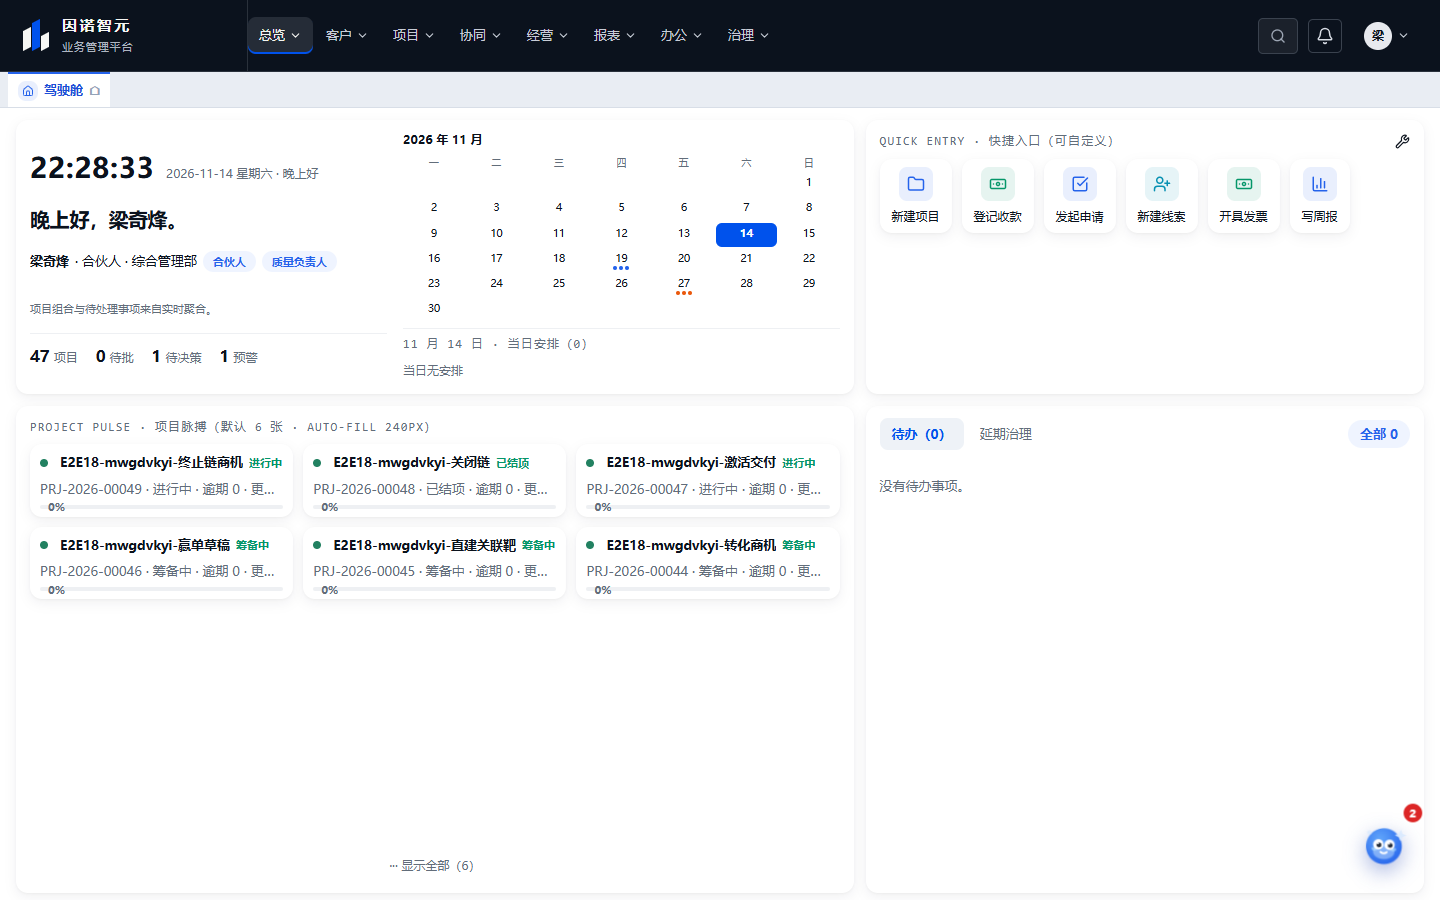 因诺智元
业务管理平台
总览 客户 项目 协同 经营 报表 办公 治理
梁
驾驶舱
22:28:33 2026-11-14 星期六 · 晚上好
晚上好，梁奇烽。
梁奇烽 · 合伙人 · 综合管理部 合伙人 质量负责人
项目组合与待处理事项来自实时聚合。
47 项目 0 待批 1 待决策 1 预警
2026 年 11 月
一 二 三 四 五 六 日
1
2 3 4 5 6 7 8
9 10 11 12 13 14 15
16 17 18 19 20 21 22
23 24 25 26 27 28 29
30
11 月 14 日 · 当日安排 (0)
当日无安排
QUICK ENTRY · 快捷入口 (可自定义)
新建项目 登记收款 发起申请 新建线索 开具发票 写周报
PROJECT PULSE · 项目脉搏 (默认 6 张 · AUTO-FILL 240PX)
E2E18-mwgdvkyi-终止链商机 进行中
PRJ-2026-00049 · 进行中 · 逾期 0 · 更...
0%
E2E18-mwgdvkyi-关闭链 已结项
PRJ-2026-00048 · 已结项 · 逾期 0 · 更...
0%
E2E18-mwgdvkyi-激活交付 进行中
PRJ-2026-00047 · 进行中 · 逾期 0 · 更...
0%
E2E18-mwgdvkyi-赢单草稿 筹备中
PRJ-2026-00046 · 筹备中 · 逾期 0 · 更...
0%
E2E18-mwgdvkyi-直建关联靶 筹备中
PRJ-2026-00045 · 筹备中 · 逾期 0 · 更...
0%
E2E18-mwgdvkyi-转化商机 筹备中
PRJ-2026-00044 · 筹备中 · 逾期 0 · 更...
0%
··· 显示全部（6）
待办（0） 延期治理 全部 0
没有待办事项。
2